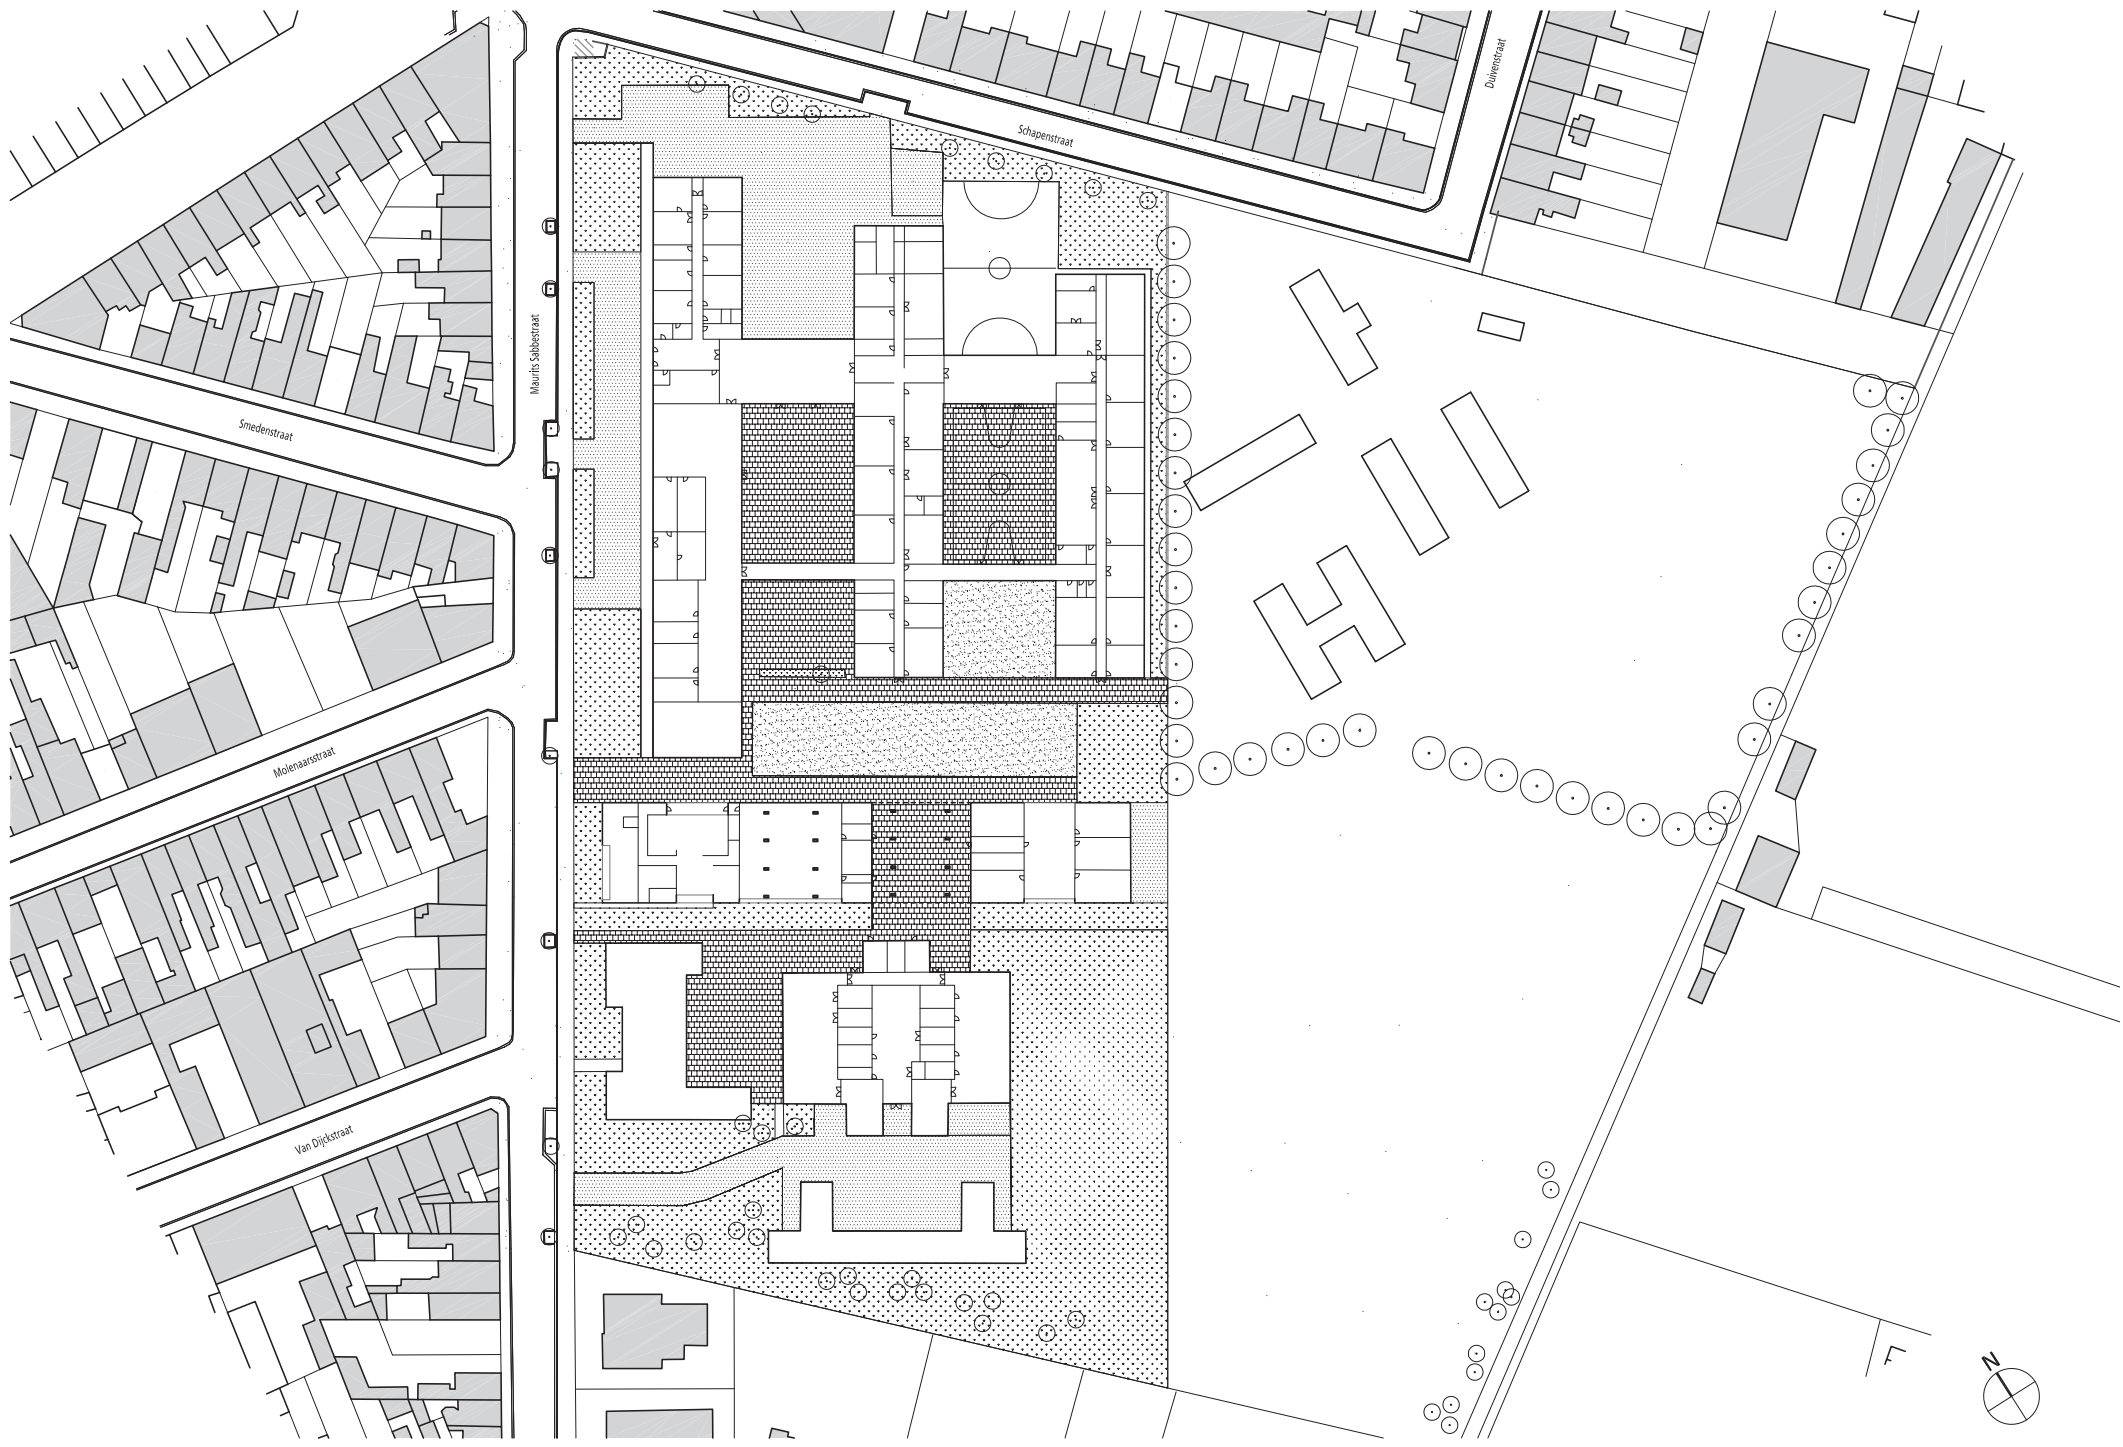 Duivenstraat
Schapenstraat
Maurits Sabbestraat
Smedenstraat
Molenaarsstraat
Van Dijckstraat
N